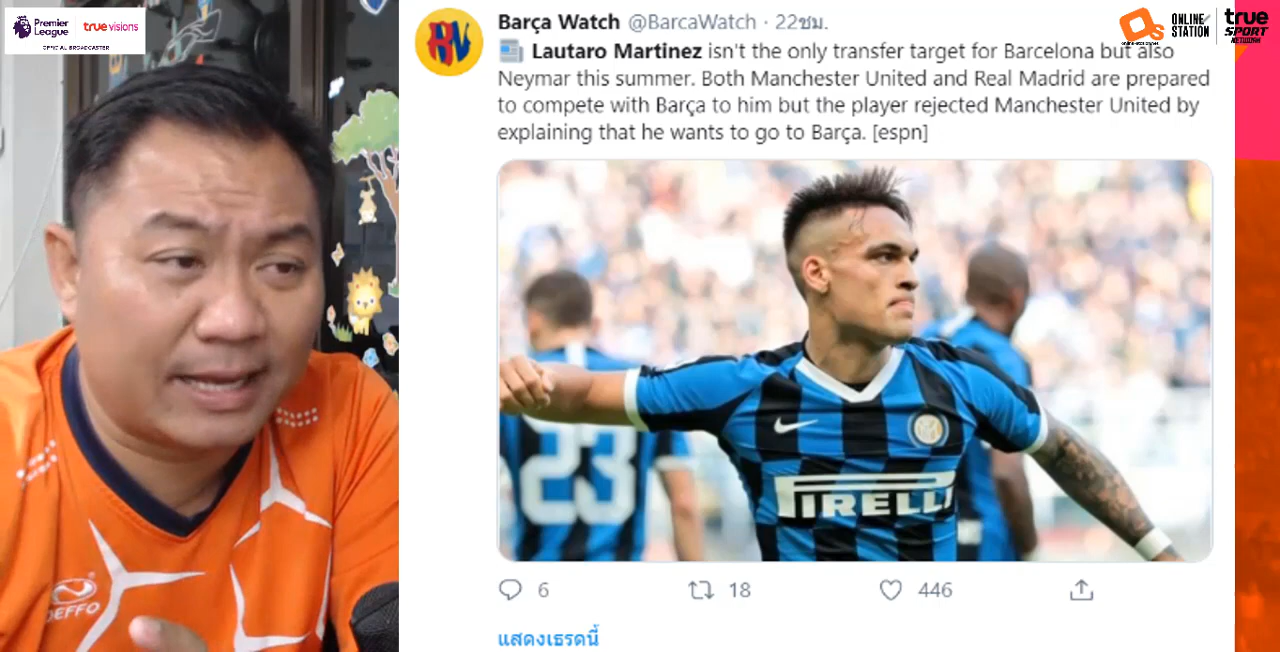 Premier League
true visions
OFFICIAL BROADCASTER
Barça Watch @BarcaWatch · 22ชม.
Lautaro Martinez isn't the only transfer target for Barcelona but also
Neymar this summer. Both Manchester United and Real Madrid are prepared
to compete with Barça to him but the player rejected Manchester United by
explaining that he wants to go to Barça. [espn]
OS
ONLINE STATION
true SPORT NETWORK
23
PIRELLI
DEFFO
6 18 446
แสดงเธรดนี้